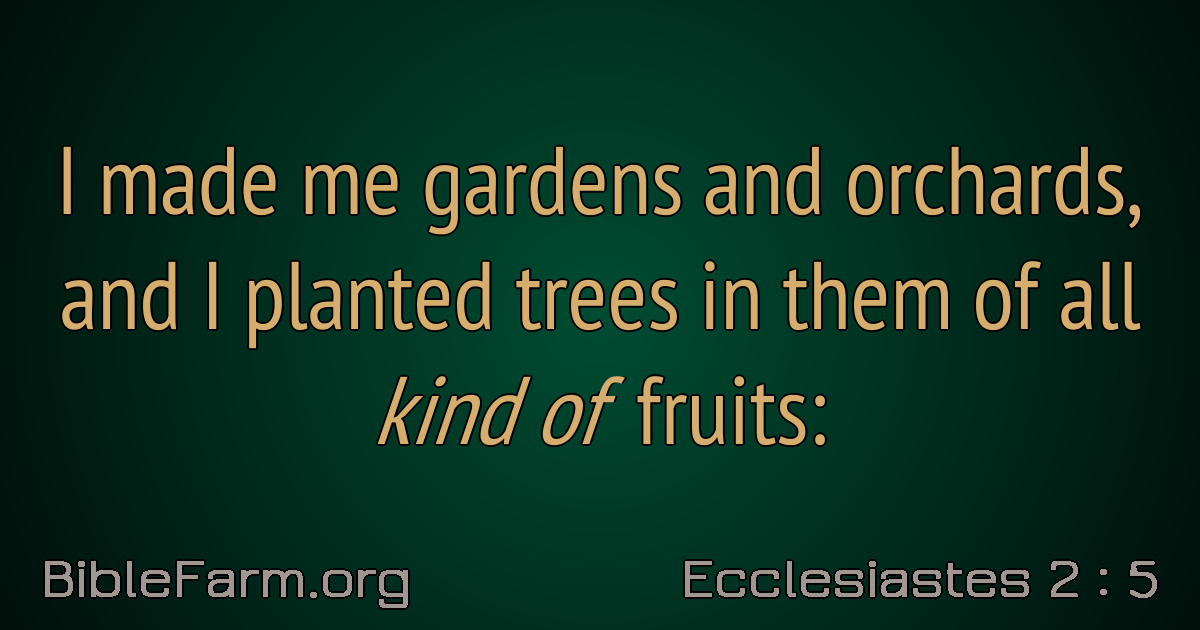 I made me gardens and orchards,
and I planted trees in them of all
kind of fruits:
BibleFarm.org
Ecclesiastes 2 : 5